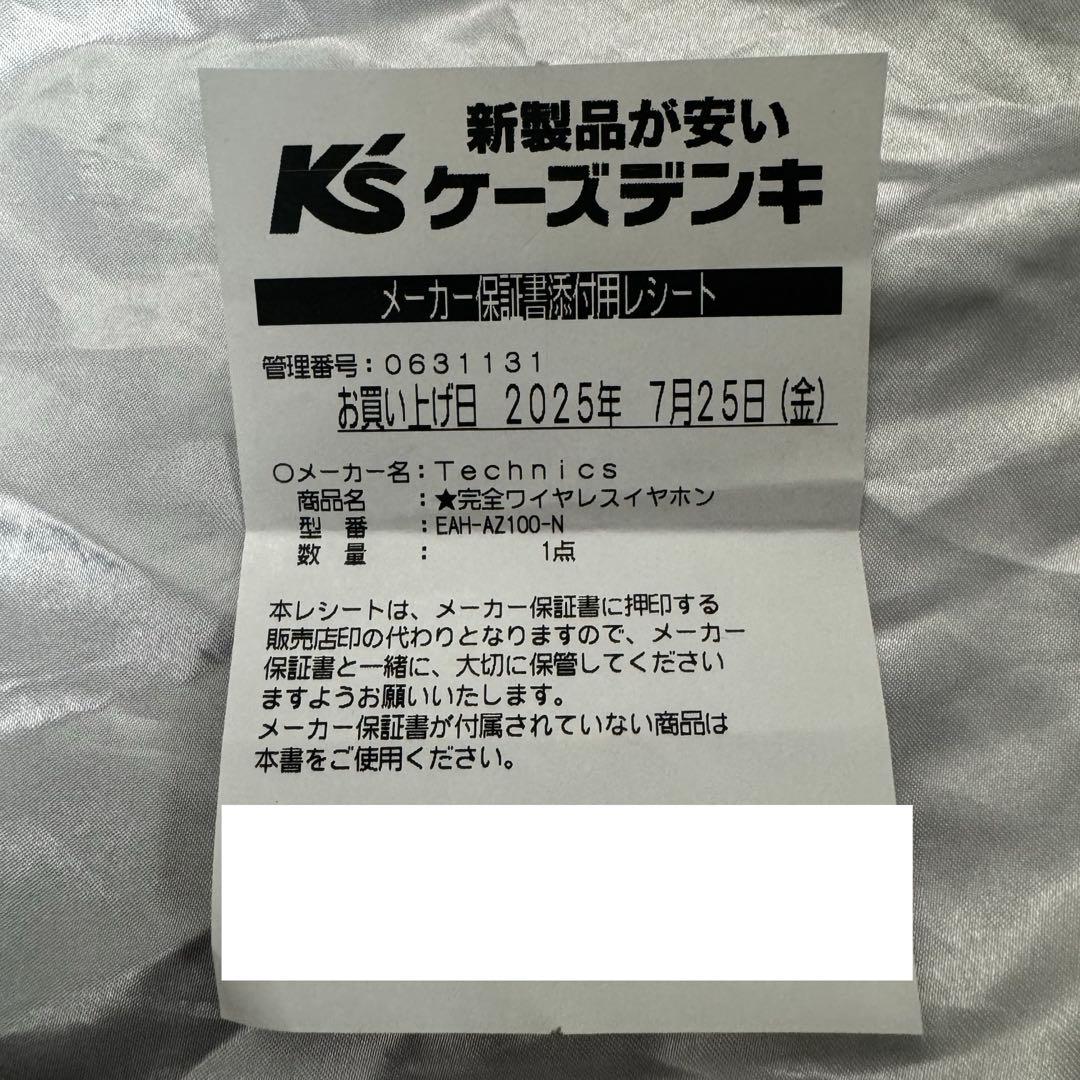 新製品が安い
K's ケーズデンキ
メーカー保証書添付用レシート
管理番号:0631131
お買い上げ日 2025年 7月25日(金)
○メーカー名:Technics
商品名 :★完全ワイヤレスイヤホン
型 番 :EAH-AZ100-N
数 量 : 1点
本レシートは、メーカー保証書に押印する
販売店印の代わりとなりますので、メーカー
保証書と一緒に、大切に保管してください
ますようお願いいたします。
メーカー保証書が付属されていない商品は
本書をご使用ください。